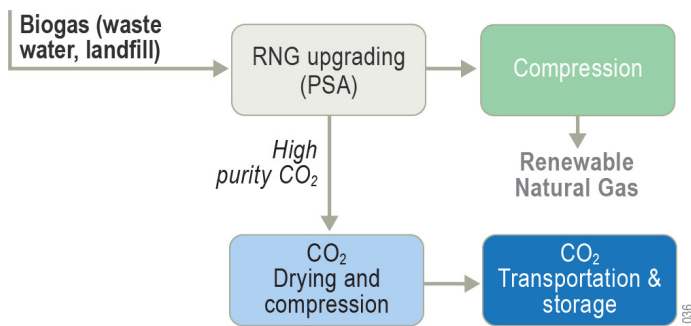 Biogas (waste
water, landfill)
RNG upgrading
(PSA)
Compression
High
purity CO₂
Renewable
Natural Gas
CO₂
Drying and
compression
CO₂
Transportation &
storage
036